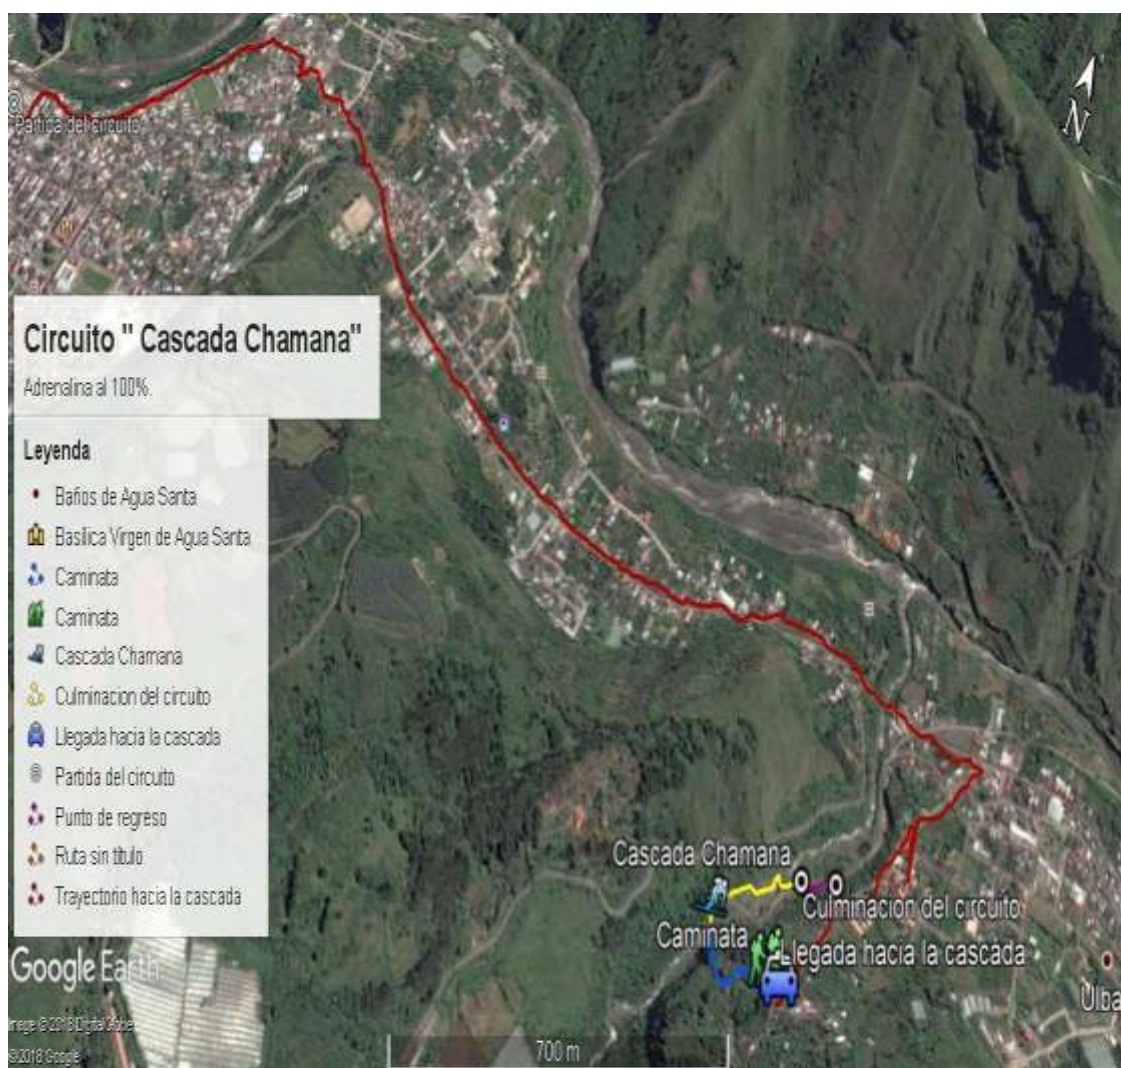 Partida del circuito
N
Circuito " Cascada Chamana"
Adrenalina al 100%.
Leyenda
Baños de Agua Santa
Basílica Virgen de Agua Santa
Caminata
Caminata
Cascada Chamana
Culminacion del circuito
Llegada hacia la cascada
Partida del circuito
Punto de regreso
Ruta sin título
Trayectorio hacia la cascada
Cascada Chamana
Culminacion del circuito
Caminata
Llegada hacia la cascada
Ulba
Google Earth
Image © 2018 DigitalGlobe
© 2018 Google
700 m